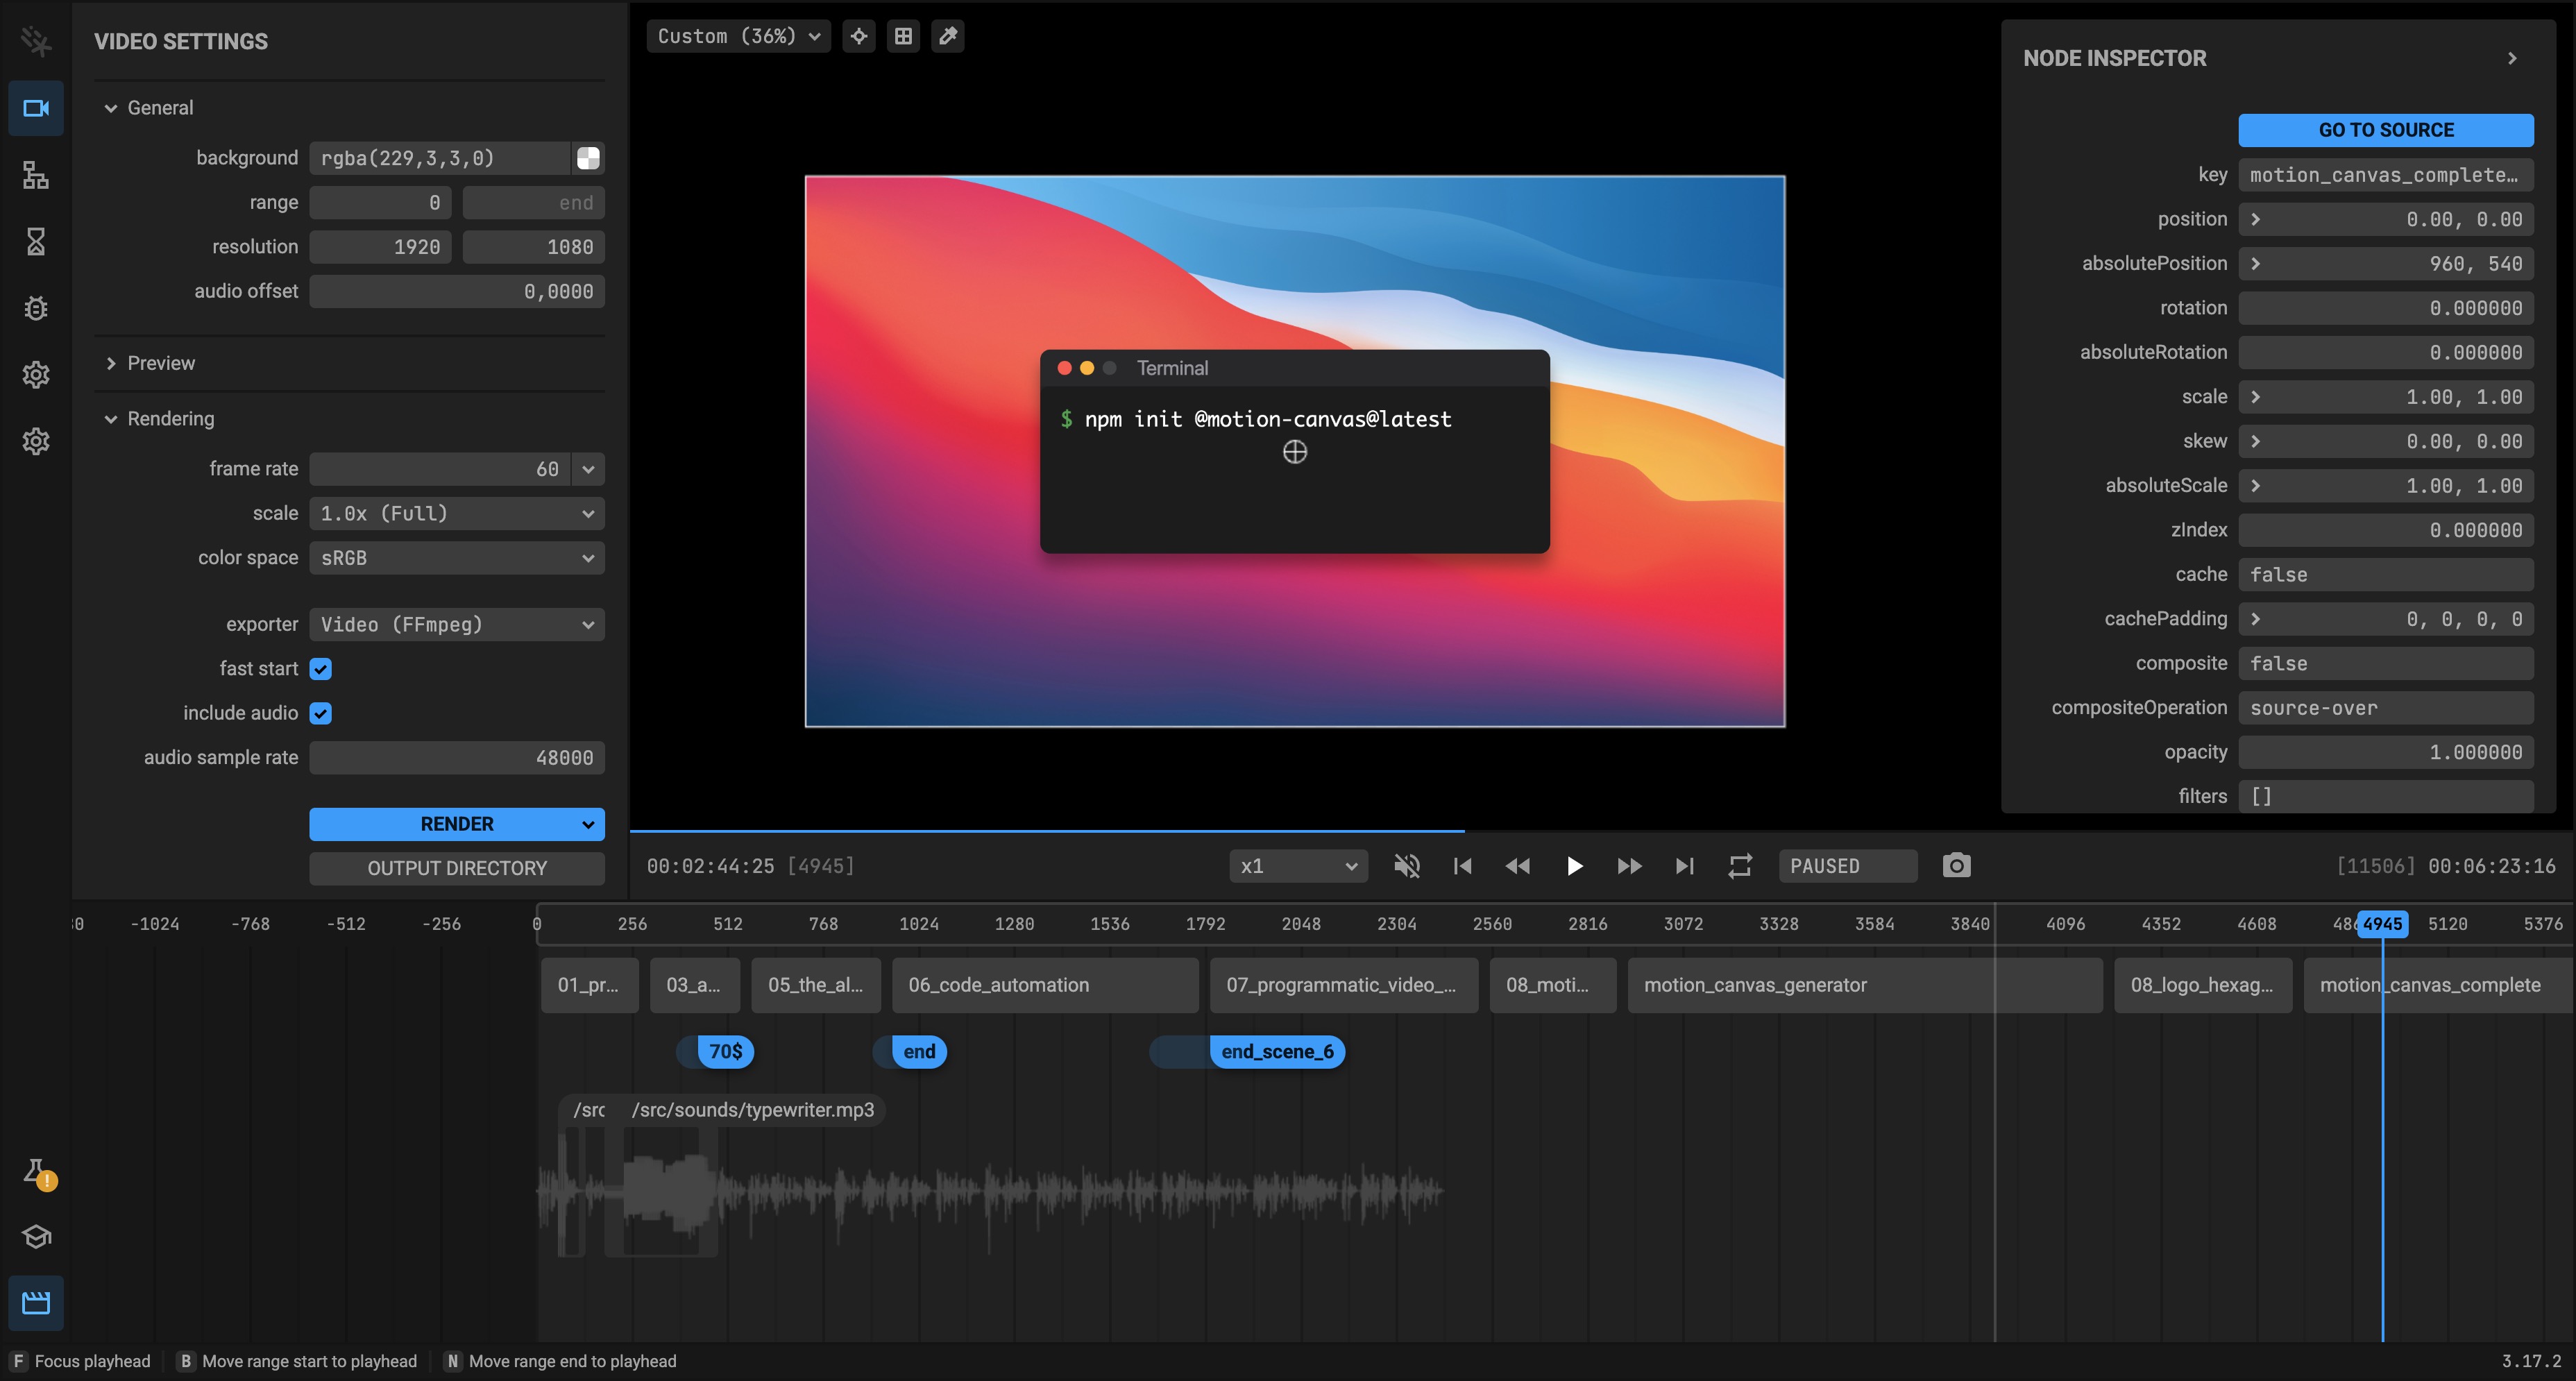 VIDEO SETTINGS
General
background rgba(229,3,3,0)
range 0 end
resolution 1920 1080
audio offset 0,0000
Preview
Rendering
frame rate 60
scale 1.0x (Full)
color space sRGB
exporter Video (FFmpeg)
fast start
include audio
audio sample rate 48000
RENDER
OUTPUT DIRECTORY
Custom (36%)
Terminal
$ npm init @motion-canvas@latest
NODE INSPECTOR
GO TO SOURCE
key motion_canvas_complete…
position 0.00, 0.00
absolutePosition 960, 540
rotation 0.000000
absoluteRotation 0.000000
scale 1.00, 1.00
skew 0.00, 0.00
absoluteScale 1.00, 1.00
zIndex 0.000000
cache false
cachePadding 0, 0, 0, 0
composite false
compositeOperation source-over
opacity 1.000000
filters []
00:02:44:25 [4945] x1 PAUSED [11506] 00:06:23:16
-1024 -768 -512 -256 0 256 512 768 1024 1280 1536 1792 2048 2304 2560 2816 3072 3328 3584 3840 4096 4352 4608 4945 5120 5376
01_pr... 03_a... 05_the_al... 06_code_automation 07_programmatic_video_... 08_moti... motion_canvas_generator 08_logo_hexag... motion_canvas_complete
70$ end end_scene_6
/src /src/sounds/typewriter.mp3
F Focus playhead B Move range start to playhead N Move range end to playhead 3.17.2